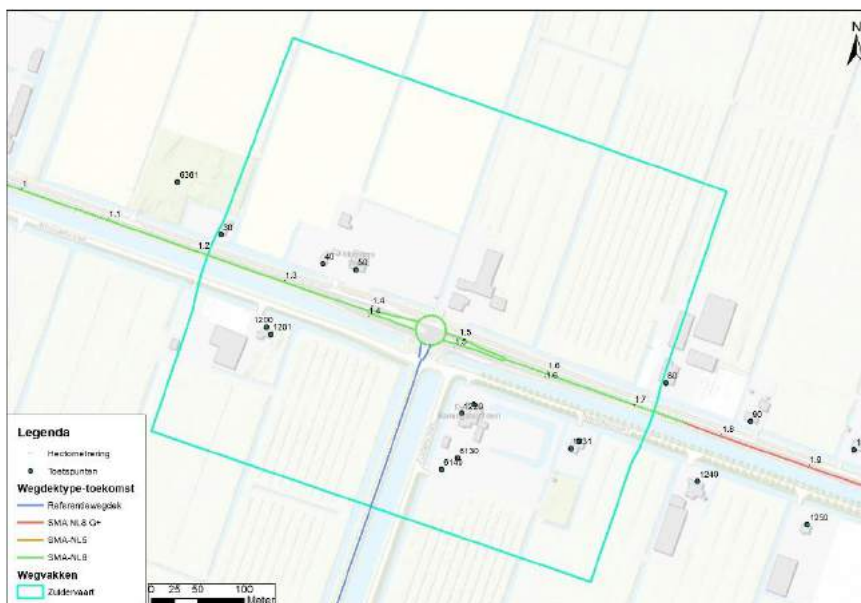 N
6301
1
1.1
30
1.2
40
50
1.3
1.4
1.4
1200
1201
1.5
1.6
1.6
60
1.7
90
1.8
1.9
1220
1231
6130
6140
1240
1250
Legenda
Hectometrering
Toetspunten
Wegdektype-toekomst
Referentiewegdek
SMA NL8 G+
SMA-NL5
SMA-NL8
Wegvakken
Zuidervaart
0 25 50 100
Meter